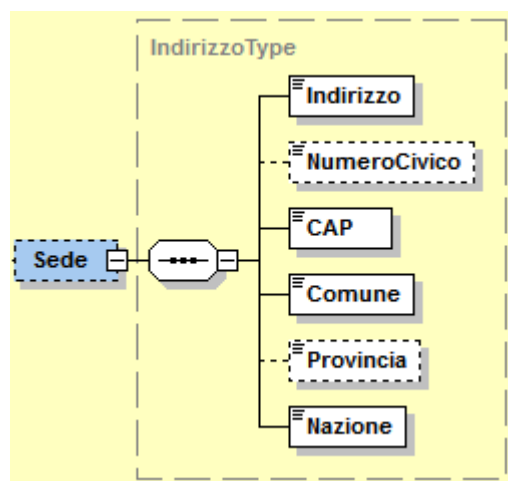 IndirizzoType
Indirizzo
NumeroCivico
CAP
Sede
Comune
Provincia
Nazione